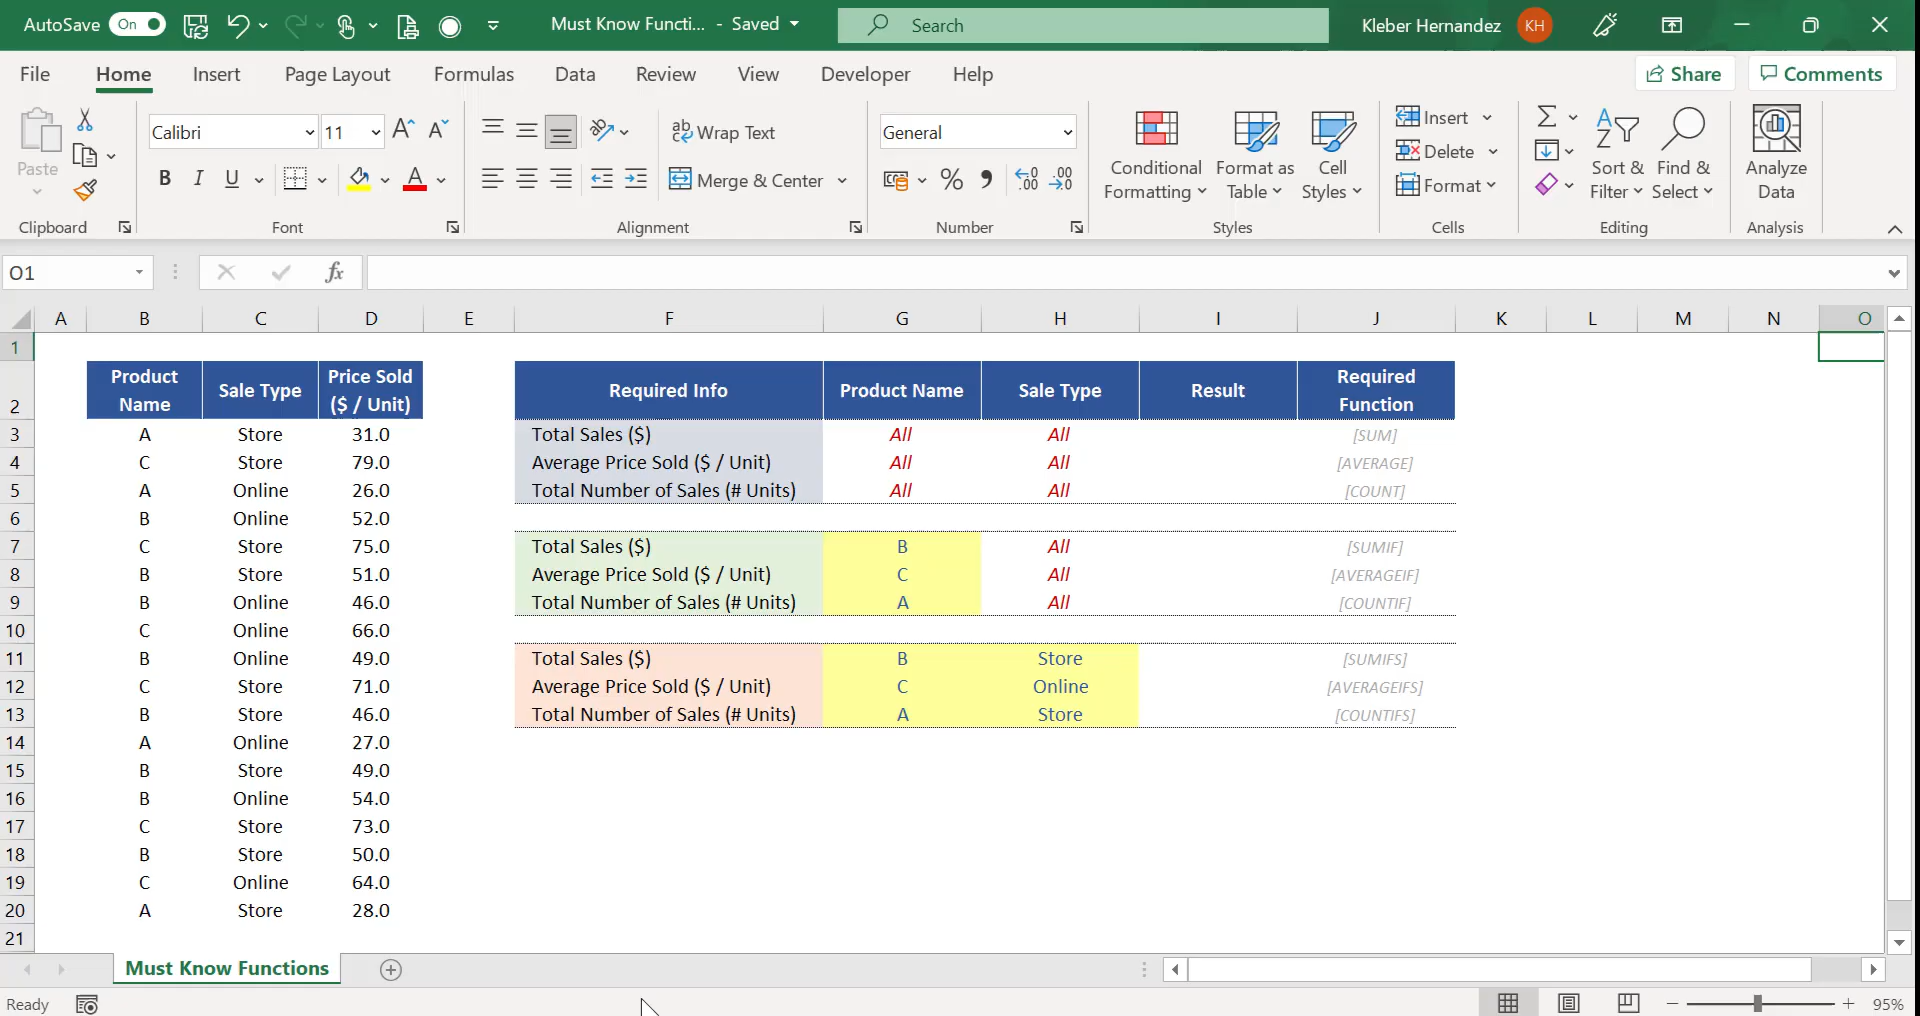 AutoSave On Must Know Functi... - Saved Search Kleber Hernandez KH
File Home Insert Page Layout Formulas Data Review View Developer Help Share Comments
Paste
Clipboard
Calibri 11
B I U
Font
Wrap Text
Merge & Center
Alignment
General
Number
Conditional Formatting
Format as Table
Cell Styles
Styles
Insert
Delete
Format
Cells
Sort & Filter
Find & Select
Editing
Analyze Data
Analysis
O1 fx
A B C D E F G H I J K L M N O
1
2 Product Name Sale Type Price Sold ($ / Unit) Required Info Product Name Sale Type Result Required Function
3 A Store 31.0 Total Sales ($) All All [SUM]
4 C Store 79.0 Average Price Sold ($ / Unit) All All [AVERAGE]
5 A Online 26.0 Total Number of Sales (# Units) All All [COUNT]
6 B Online 52.0
7 C Store 75.0 Total Sales ($) B All [SUMIF]
8 B Store 51.0 Average Price Sold ($ / Unit) C All [AVERAGEIF]
9 B Online 46.0 Total Number of Sales (# Units) A All [COUNTIF]
10 C Online 66.0
11 B Online 49.0 Total Sales ($) B Store [SUMIFS]
12 C Store 71.0 Average Price Sold ($ / Unit) C Online [AVERAGEIFS]
13 B Store 46.0 Total Number of Sales (# Units) A Store [COUNTIFS]
14 A Online 27.0
15 B Store 49.0
16 B Online 54.0
17 C Store 73.0
18 B Store 50.0
19 C Online 64.0
20 A Store 28.0
21
Must Know Functions
Ready 95%